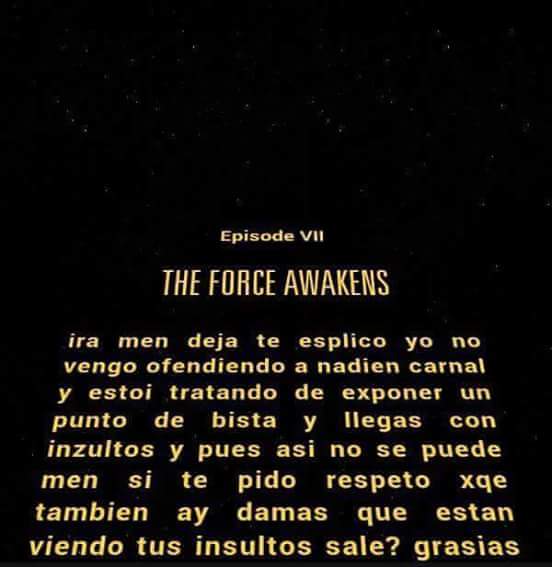 Episode VII
THE FORCE AWAKENS
ira men deja te esplico yo no
vengo ofendiendo a nadien carnal
y estoi tratando de exponer un
punto de bista y llegas con
inzultos y pues asi no se puede
men si te pido respeto xqe
tambien ay damas que estan
viendo tus insultos sale? grasias